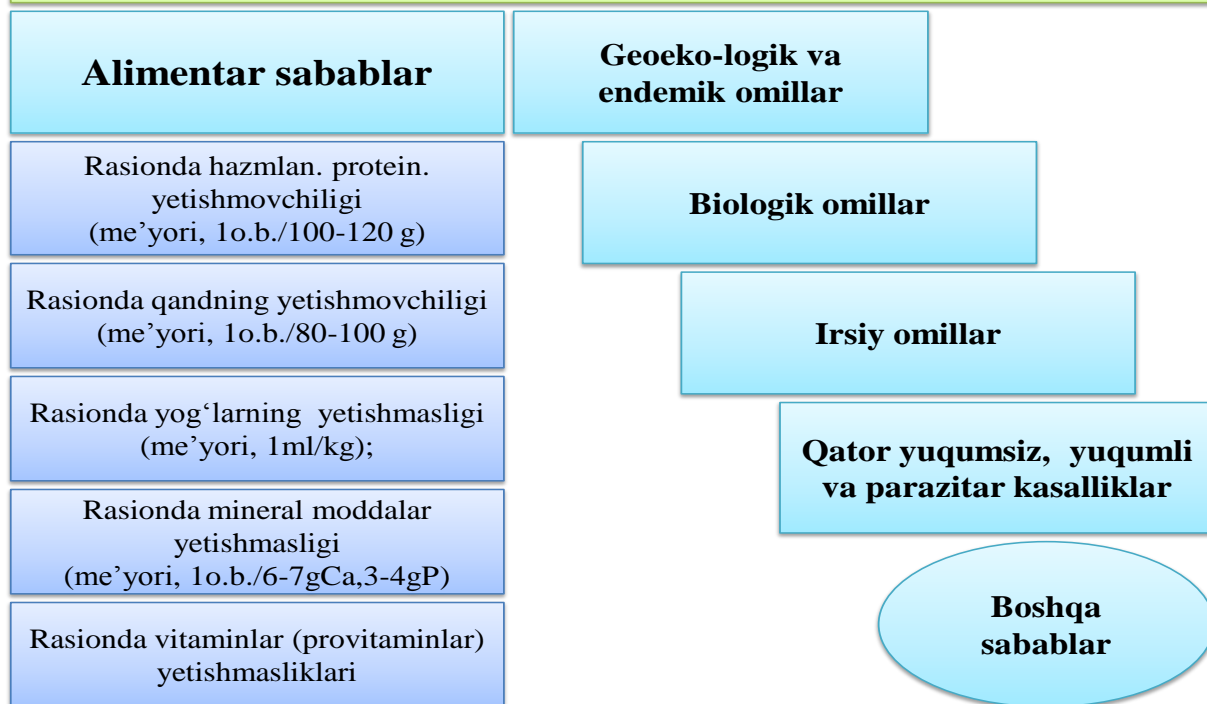 Alimentar sabablar
Rasionda hazmlan. protein.
yetishmovchiligi
(me’yori, 1o.b./100-120 g)
Rasionda qandning yetishmovchiligi
(me’yori, 1o.b./80-100 g)
Rasionda yog‘larning yetishmasligi
(me’yori, 1ml/kg);
Rasionda mineral moddalar
yetishmasligi
(me’yori, 1o.b./6-7gCa,3-4gP)
Rasionda vitaminlar (provitaminlar)
yetishmasliklari
Geoeko-logik va
endemik omillar
Biologik omillar
Irsiy omillar
Qator yuqumsiz, yuqumli
va parazitar kasalliklar
Boshqa
sabablar